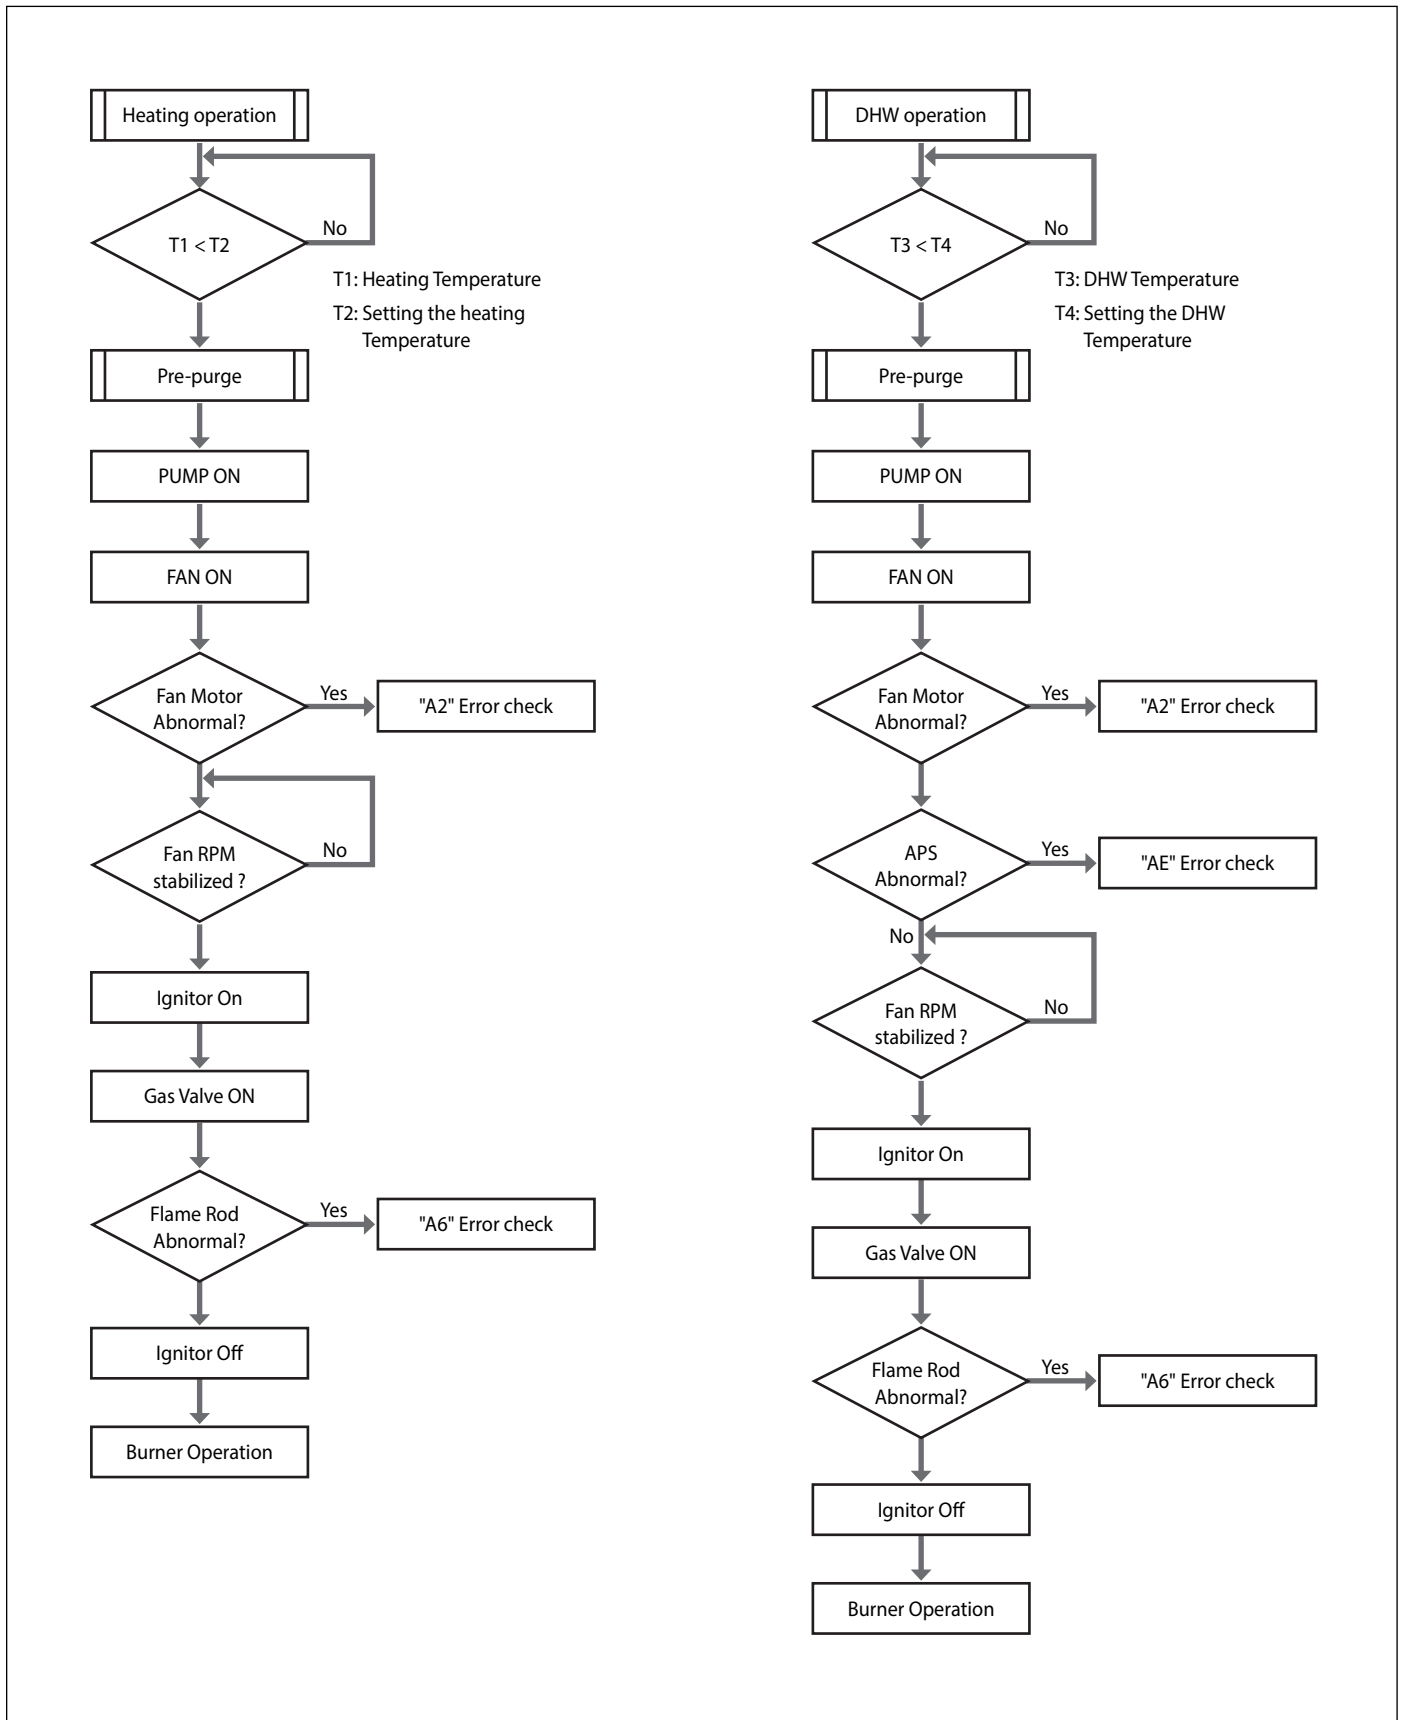 Heating operation
T1 < T2
No
T1: Heating Temperature
T2: Setting the heating
Temperature
Pre-purge
PUMP ON
FAN ON
Fan Motor
Abnormal?
Yes
"A2" Error check
Fan RPM
stabilized ?
No
Ignitor On
Gas Valve ON
Flame Rod
Abnormal?
Yes
"A6" Error check
Ignitor Off
Burner Operation
DHW operation
T3 < T4
No
T3: DHW Temperature
T4: Setting the DHW
Temperature
Pre-purge
PUMP ON
FAN ON
Fan Motor
Abnormal?
Yes
"A2" Error check
APS
Abnormal?
Yes
"AE" Error check
No
Fan RPM
stabilized ?
No
Ignitor On
Gas Valve ON
Flame Rod
Abnormal?
Yes
"A6" Error check
Ignitor Off
Burner Operation